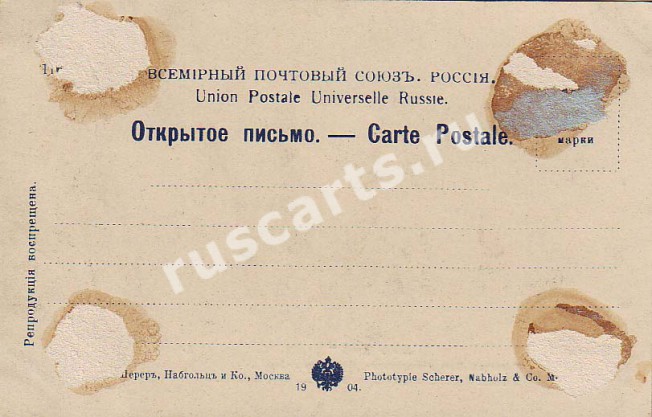 ВСЕМІРНЫЙ ПОЧТОВЫЙ СОЮЗЪ. РОССІЯ.
Union Postale Universelle Russie.
Открытое письмо. — Carte Postale.
марки
Репродукція воспрещена.
Шереръ, Набгольцъ и Ко., Москва
19 04.
Phototypie Scherer, Nabholz & Co. M
ruscarts.ru